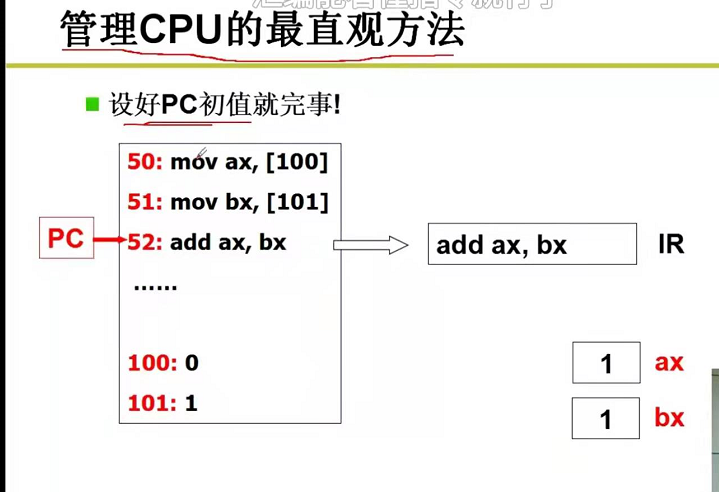 管理CPU的最直观方法
设好PC初值就完事!
50: mov ax, [100]
51: mov bx, [101]
PC
52: add ax, bx
add ax, bx
IR
......
100: 0
1 ax
101: 1
1 bx